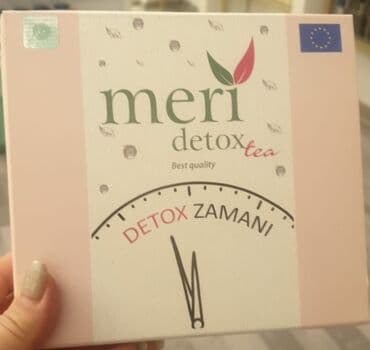 meri
detox tea
Best quality
DETOX ZAMANI